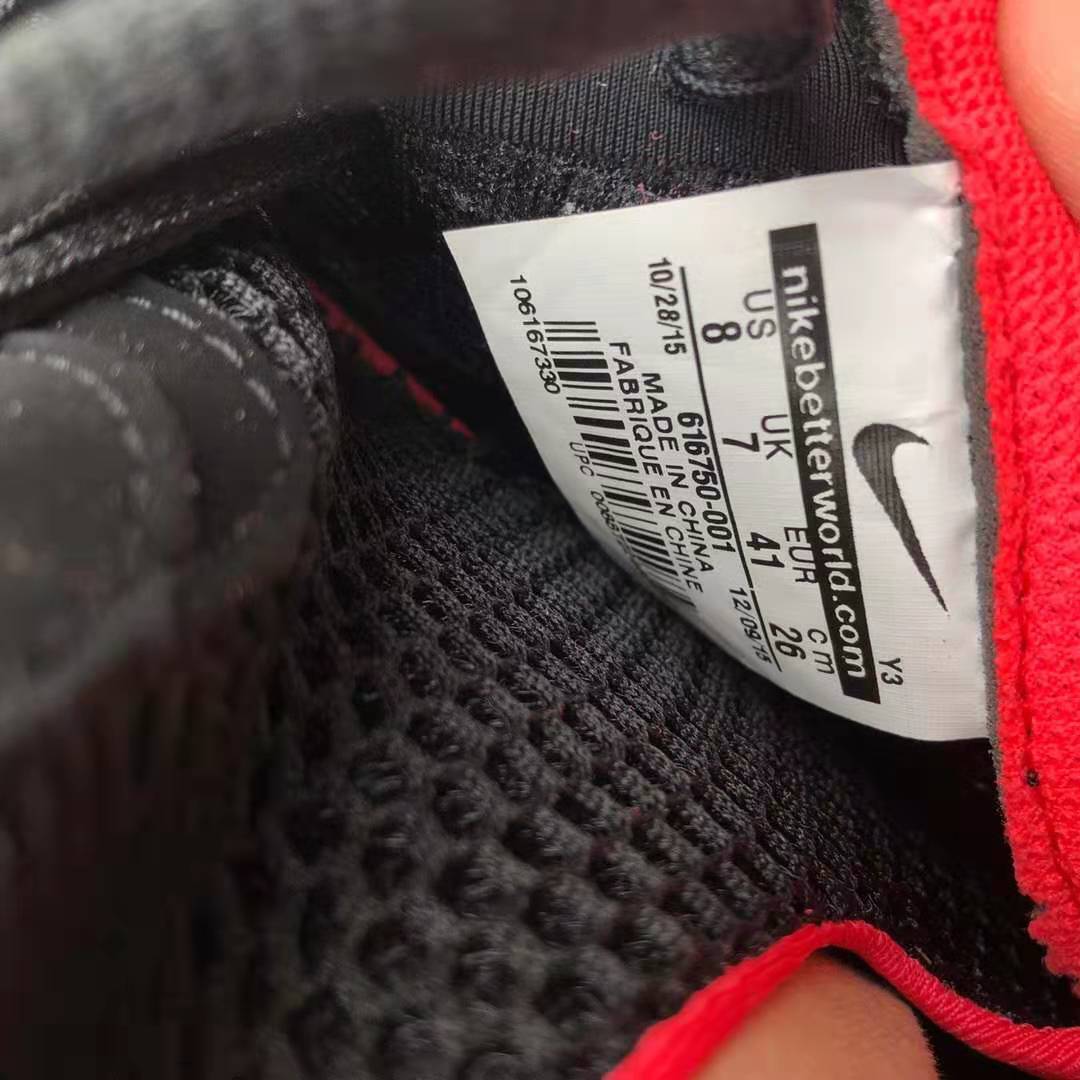 Y3
nikebetterworld.com
US UK EUR cm
8 7 41 26
10/28/15 616750-001 12/09/15
MADE IN CHINA
FABRIQUE EN CHINE
106167330 UPC